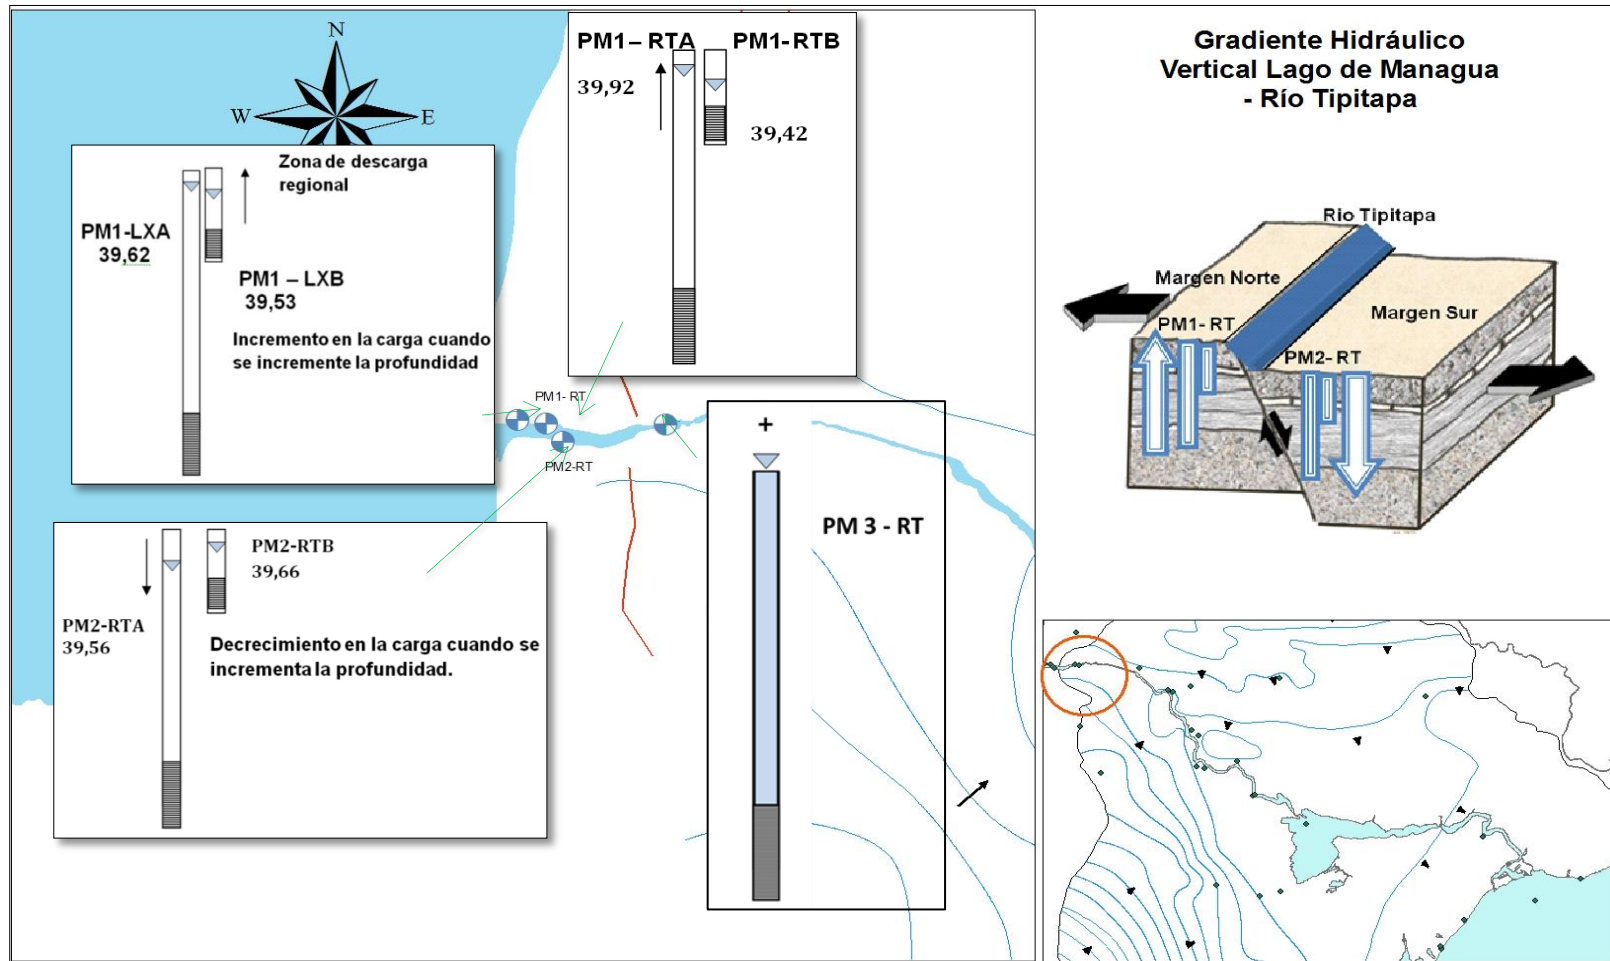 N
W
E
Zona de descarga
regional
PM1-LXA
39,62
PM1 – LXB
39,53
Incremento en la carga cuando
se incremente la profundidad
PM1 – RTA
PM1- RTB
39,92
39,42
PM1- RT
PM2-RT
PM2-RTB
39,66
PM2-RTA
39,56
Decrecimiento en la carga cuando se
incrementa la profundidad.
+
PM 3 - RT
Gradiente Hidráulico
Vertical Lago de Managua
- Río Tipitapa
Rio Tipitapa
Margen Norte
PM1- RT
Margen Sur
PM2- RT